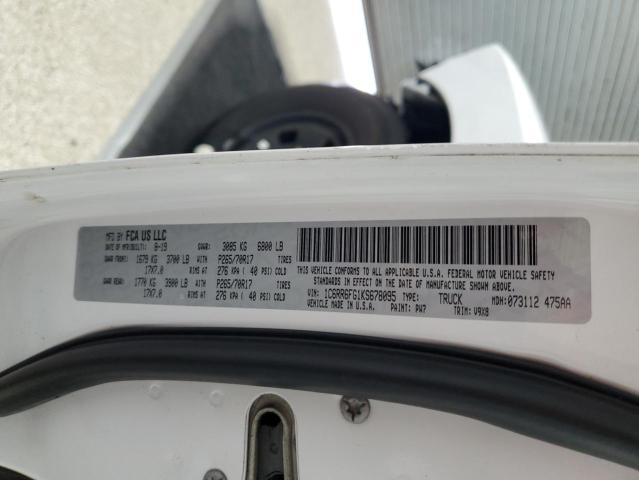 MFD BY FCA US LLC
DATE OF MFR(BUILT): 8-19 GVWR: 3085 KG 6800 LB
GAWR FRONT: 1679 KG 3700 LB WITH P265/70R17 TIRES
17X7.0 RIMS AT 276 KPA ( 40 PSI) COLD
GAWR REAR: 1770 KG 3900 LB WITH P265/70R17 TIRES
17X7.0 RIMS AT 276 KPA ( 40 PSI) COLD
THIS VEHICLE CONFORMS TO ALL APPLICABLE U.S.A. FEDERAL MOTOR VEHICLE SAFETY
STANDARDS IN EFFECT ON THE DATE OF MANUFACTURE SHOWN ABOVE.
VIN: 1C6RR6FG1KS678095 TYPE: TRUCK MDH: 073112 475AA
VEHICLE MADE IN U.S.A. PAINT: PW7 TRIM: V9X8